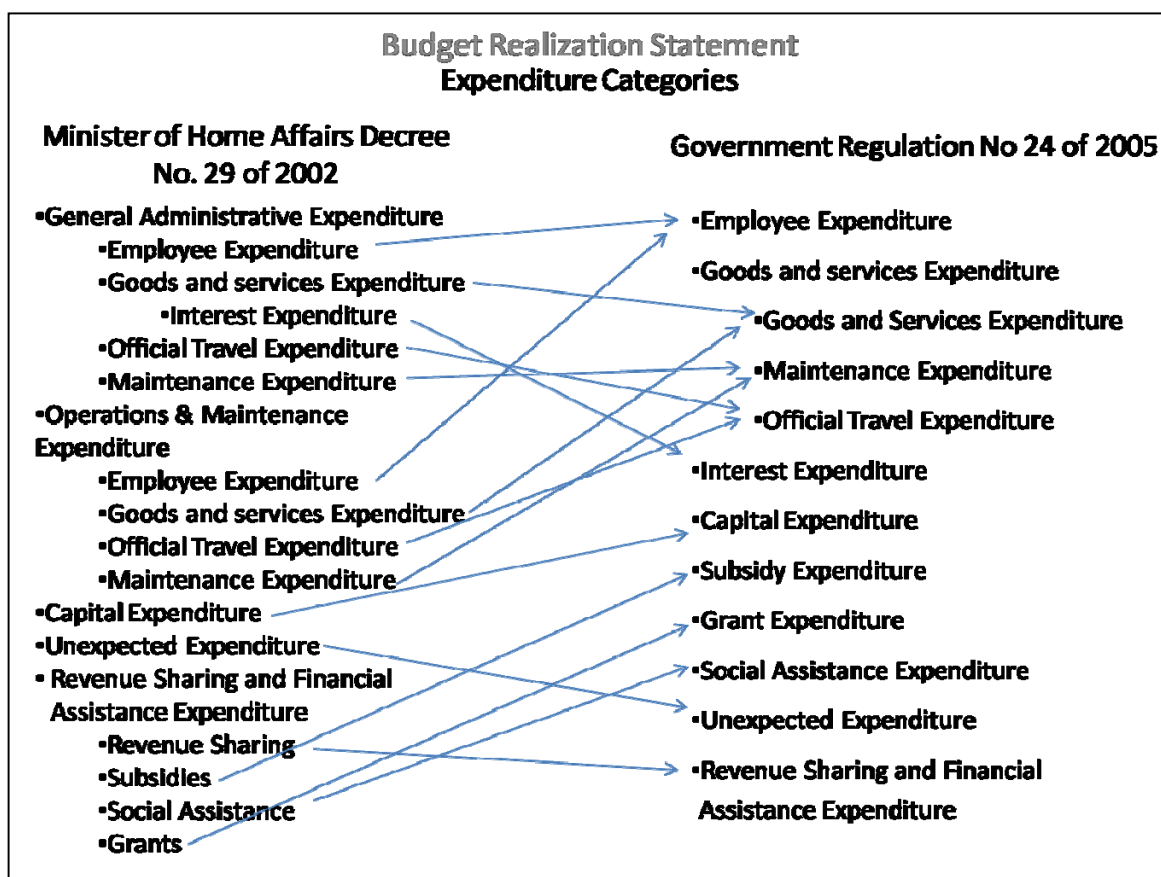 Budget Realization Statement
Expenditure Categories
Minister of Home Affairs Decree
No. 29 of 2002
•General Administrative Expenditure
•Employee Expenditure
•Goods and services Expenditure
•Interest Expenditure
•Official Travel Expenditure
•Maintenance Expenditure
•Operations & Maintenance
Expenditure
•Employee Expenditure
•Goods and services Expenditure
•Official Travel Expenditure
•Maintenance Expenditure
•Capital Expenditure
•Unexpected Expenditure
• Revenue Sharing and Financial
Assistance Expenditure
•Revenue Sharing
•Subsidies
•Social Assistance
•Grants
Government Regulation No 24 of 2005
•Employee Expenditure
•Goods and services Expenditure
•Goods and Services Expenditure
•Maintenance Expenditure
•Official Travel Expenditure
•Interest Expenditure
•Capital Expenditure
•Subsidy Expenditure
•Grant Expenditure
•Social Assistance Expenditure
•Unexpected Expenditure
•Revenue Sharing and Financial
Assistance Expenditure